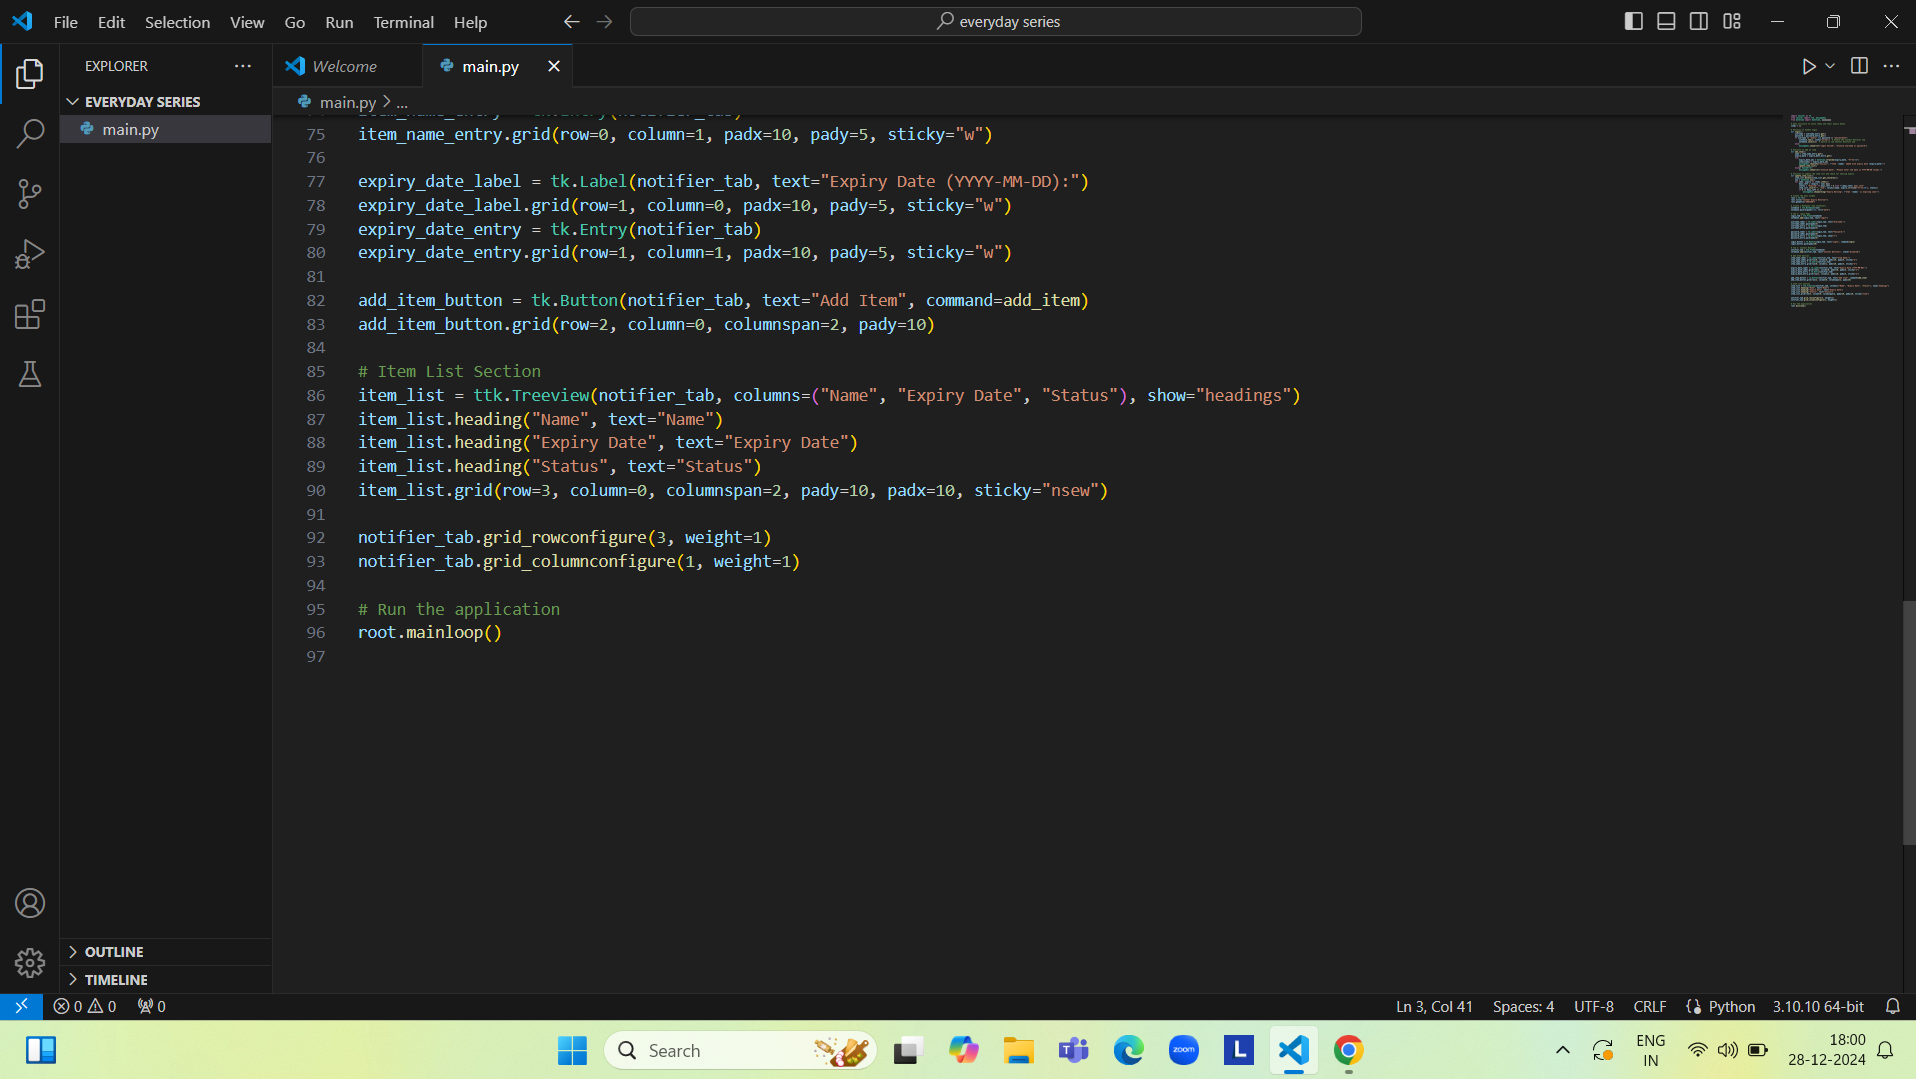 File Edit Selection View Go Run Terminal Help
everyday series
EXPLORER
Welcome
main.py
EVERYDAY SERIES
main.py
main.py > ...
75 item_name_entry.grid(row=0, column=1, padx=10, pady=5, sticky="w")
76
77 expiry_date_label = tk.Label(notifier_tab, text="Expiry Date (YYYY-MM-DD):")
78 expiry_date_label.grid(row=1, column=0, padx=10, pady=5, sticky="w")
79 expiry_date_entry = tk.Entry(notifier_tab)
80 expiry_date_entry.grid(row=1, column=1, padx=10, pady=5, sticky="w")
81
82 add_item_button = tk.Button(notifier_tab, text="Add Item", command=add_item)
83 add_item_button.grid(row=2, column=0, columnspan=2, pady=10)
84
85 # Item List Section
86 item_list = ttk.Treeview(notifier_tab, columns=("Name", "Expiry Date", "Status"), show="headings")
87 item_list.heading("Name", text="Name")
88 item_list.heading("Expiry Date", text="Expiry Date")
89 item_list.heading("Status", text="Status")
90 item_list.grid(row=3, column=0, columnspan=2, pady=10, padx=10, sticky="nsew")
91
92 notifier_tab.grid_rowconfigure(3, weight=1)
93 notifier_tab.grid_columnconfigure(1, weight=1)
94
95 # Run the application
96 root.mainloop()
97
OUTLINE
TIMELINE
0 0 0
Ln 3, Col 41 Spaces: 4 UTF-8 CRLF {} Python 3.10.10 64-bit
Search
zoom
L
ENG
IN
18:00
28-12-2024